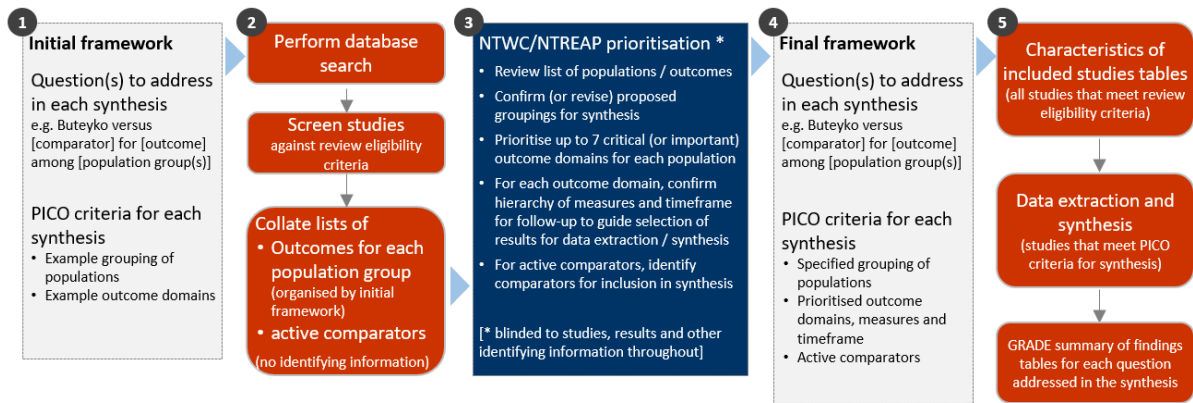 1
Initial framework
Question(s) to address
in each synthesis
e.g. Buteyko versus
[comparator] for [outcome]
among [population group(s)]
PICO criteria for each
synthesis
• Example grouping of
populations
• Example outcome domains
2
Perform database
search
Screen studies
against review eligibility
criteria
Collate lists of
• Outcomes for each
population group
(organised by initial
framework)
• active comparators
(no identifying information)
3
NTWC/NTREAP prioritisation *
• Review list of populations / outcomes
• Confirm (or revise) proposed
groupings for synthesis
• Prioritise up to 7 critical (or important)
outcome domains for each population
• For each outcome domain, confirm
hierarchy of measures and timeframe
for follow-up to guide selection of
results for data extraction / synthesis
• For active comparators, identify
comparators for inclusion in synthesis
[* blinded to studies, results and other
identifying information throughout]
4
Final framework
Question(s) to address
in each synthesis
e.g. Buteyko versus
[comparator] for [outcome]
among [population group(s)]
PICO criteria for each
synthesis
• Specified grouping of
populations
• Prioritised outcome
domains, measures and
timeframe
• Active comparators
5
Characteristics of
included studies tables
(all studies that meet review
eligibility criteria)
Data extraction and
synthesis
(studies that meet PICO
criteria for synthesis)
GRADE summary of findings
tables for each question
addressed in the synthesis